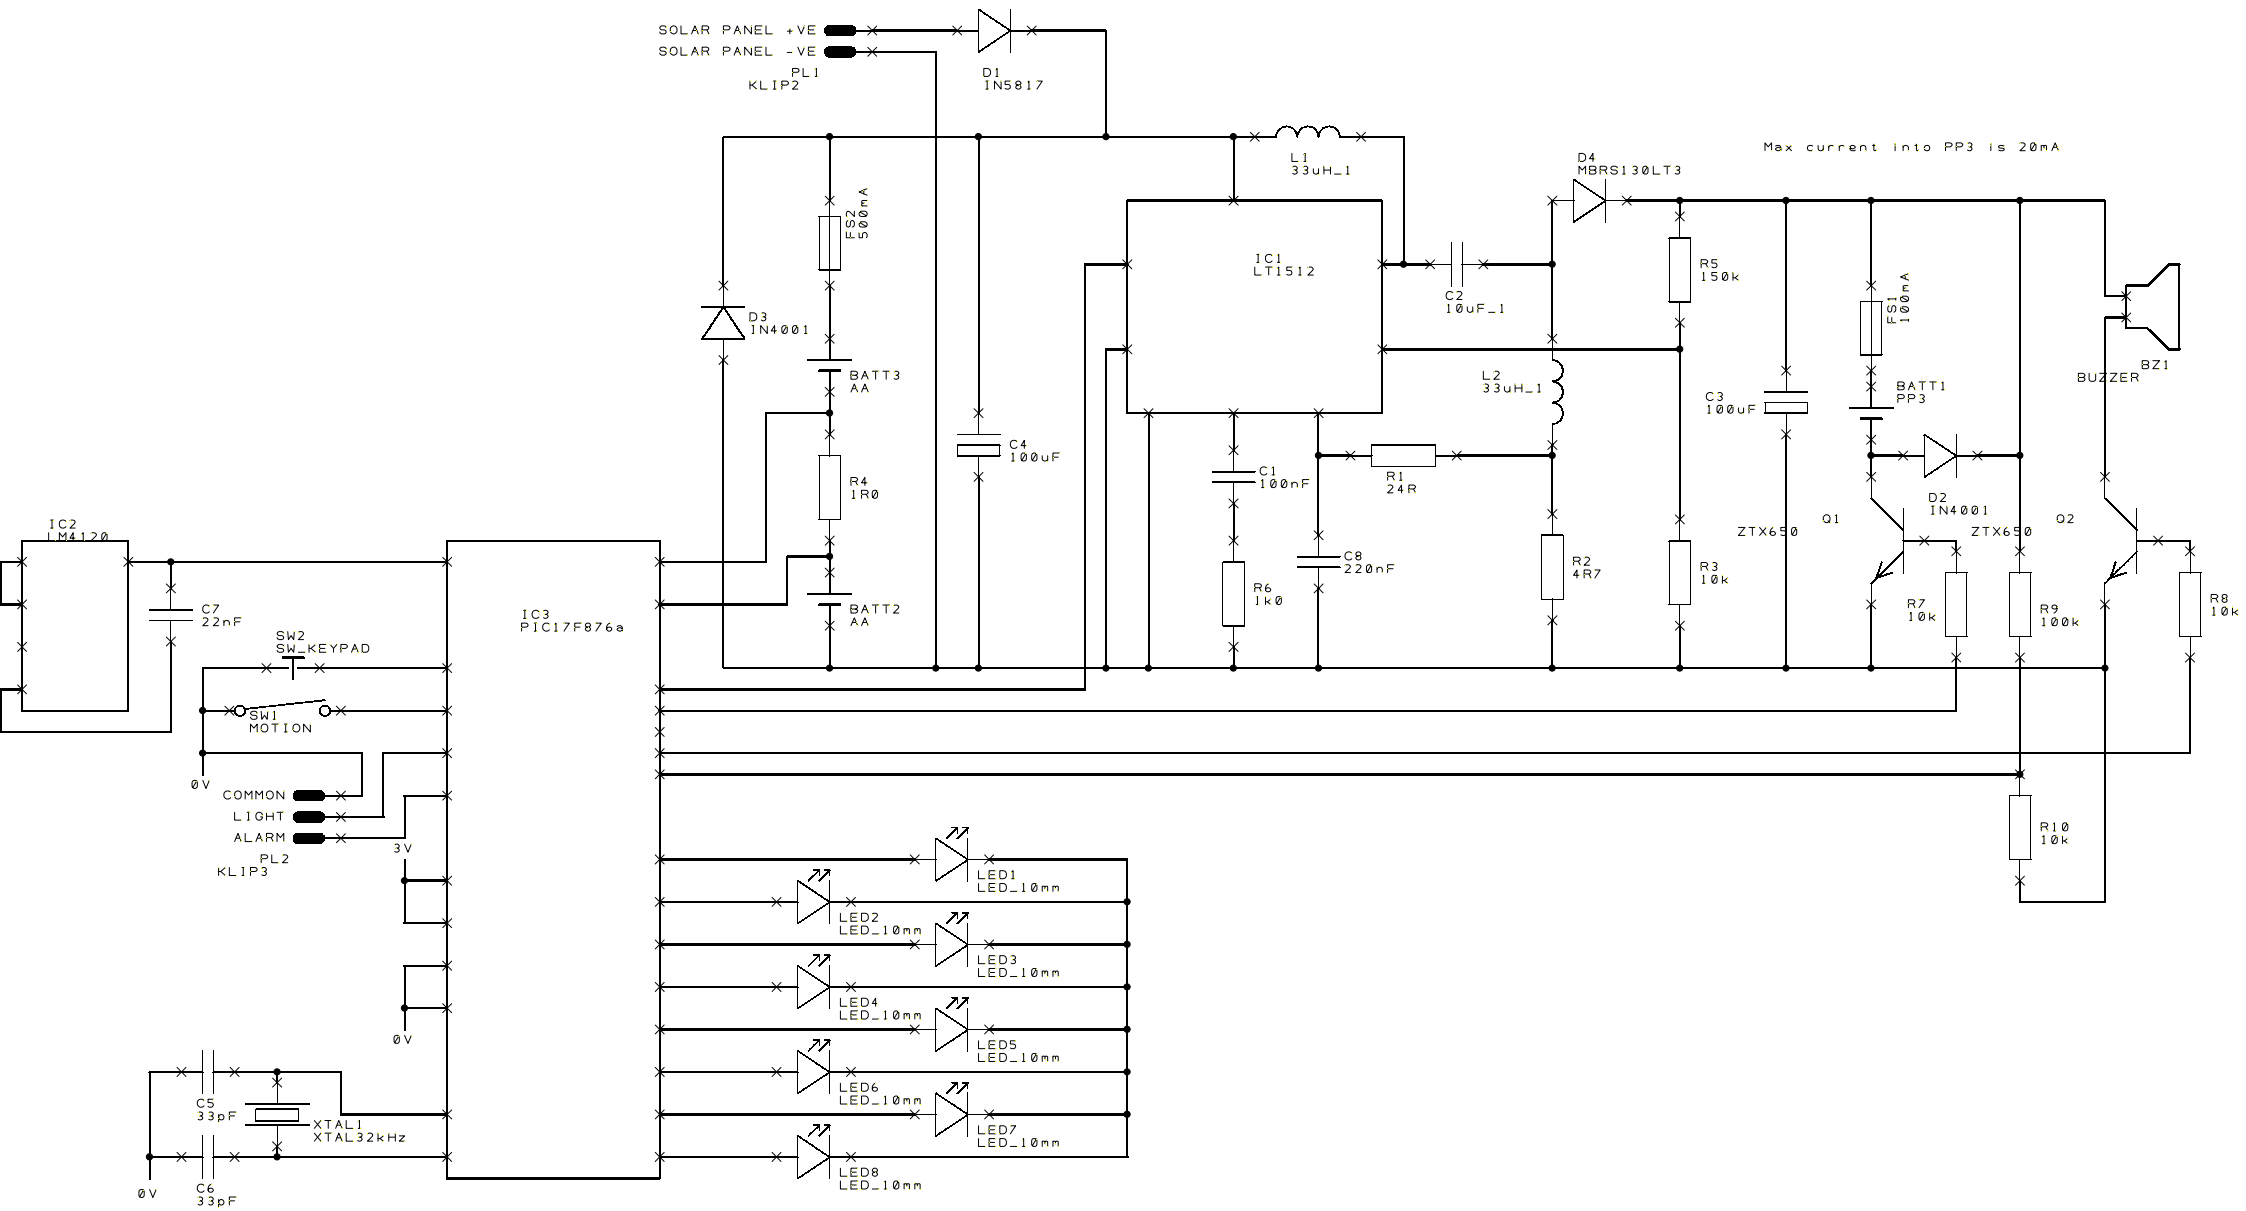 SOLAR PANEL +VE
SOLAR PANEL -VE
PL1
KLIP2
D1
IN5817
L1
33uH_1
D4
MBRS130LT3
Max current into PP3 is 20mA
FS2
500mA
IC1
LT1512
R5
150k
C2
10uF_1
FS1
100mA
D3
IN4001
BZ1
BUZZER
BATT3
AA
L2
33uH_1
BATT1
PP3
C3
100uF
C4
100uF
C1
100nF
R1
24R
R4
1R0
D2
IN4001
Q1
ZTX650
Q2
ZTX650
IC2
LM4120
C8
220nF
R2
4R7
R3
10k
R6
1k0
R7
10k
R9
100k
R8
10k
C7
22nF
IC3
PIC17F876a
BATT2
AA
SW2
SW_KEYPAD
SW1
MOTION
0V
COMMON
LIGHT
ALARM
PL2
KLIP3
3V
R10
10k
LED1
LED_10mm
LED2
LED_10mm
LED3
LED_10mm
LED4
LED_10mm
LED5
LED_10mm
LED6
LED_10mm
LED7
LED_10mm
LED8
LED_10mm
0V
C5
33pF
XTAL1
XTAL32kHz
C6
33pF
0V